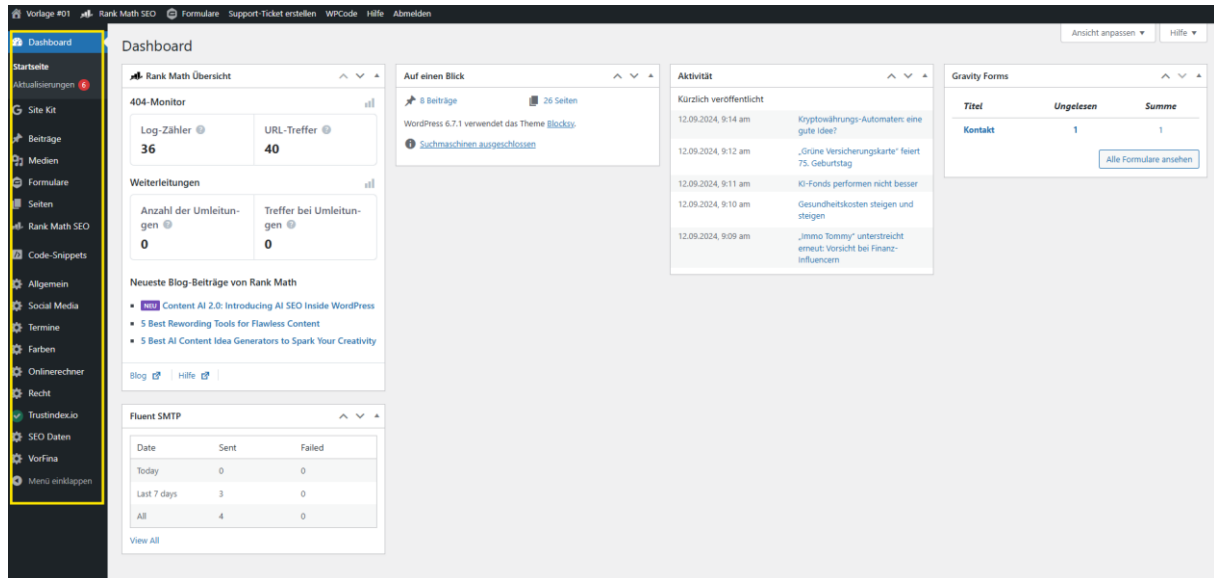 Vorlage #01 Rank Math SEO Formulare Support-Ticket erstellen WPCode Hilfe Abmelden
Dashboard
Startseite
Aktualisierungen 6
Site Kit
Beiträge
Medien
Formulare
Seiten
Rank Math SEO
Code-Snippets
Allgemein
Social Media
Termine
Farben
Onlinerechner
Recht
Trustindex.io
SEO Daten
VorFina
Menü einklappen
Ansicht anpassen Hilfe
Dashboard
Rank Math Übersicht
404-Monitor
Log-Zähler URL-Treffer
36 40
Weiterleitungen
Anzahl der Umleitun- Treffer bei Umleitun-
gen gen
0 0
Neueste Blog-Beiträge von Rank Math
NEU Content AI 2.0: Introducing AI SEO Inside WordPress
5 Best Rewording Tools for Flawless Content
5 Best AI Content Idea Generators to Spark Your Creativity
Blog Hilfe
Fluent SMTP
Date Sent Failed
Today 0 0
Last 7 days 3 0
All 4 0
View All
Auf einen Blick
8 Beiträge 26 Seiten
WordPress 6.7.1 verwendet das Theme Blocksy.
Suchmaschinen ausgeschlossen
Aktivität
Kürzlich veröffentlicht
12.09.2024, 9:14 am Kryptowährungs-Automaten: eine
gute Idee?
12.09.2024, 9:12 am „Grüne Versicherungskarte“ feiert
75. Geburtstag
12.09.2024, 9:11 am KI-Fonds performen nicht besser
12.09.2024, 9:10 am Gesundheitskosten steigen und
steigen
12.09.2024, 9:09 am „Immo Tommy“ unterstreicht
erneut: Vorsicht bei Finanz-
Influencern
Gravity Forms
Titel Ungelesen Summe
Kontakt 1 1
Alle Formulare ansehen